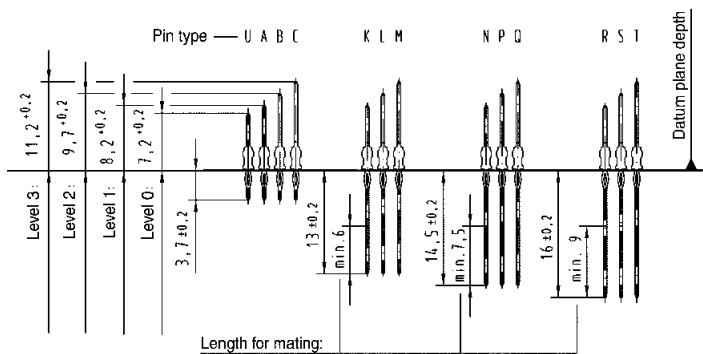 Pin type — U A B C K L M N P Q R S T
Datum plane depth
Level 3: 11,2 +0,2
Level 2: 9,7 +0,2
Level 1: 8,2 +0,2
Level 0: 7,2 +0,2
3,7 ±0,2
13 ±0,2
min. 6
14,5 ±0,2
min. 7,5
16 ±0,2
min. 9
Length for mating: